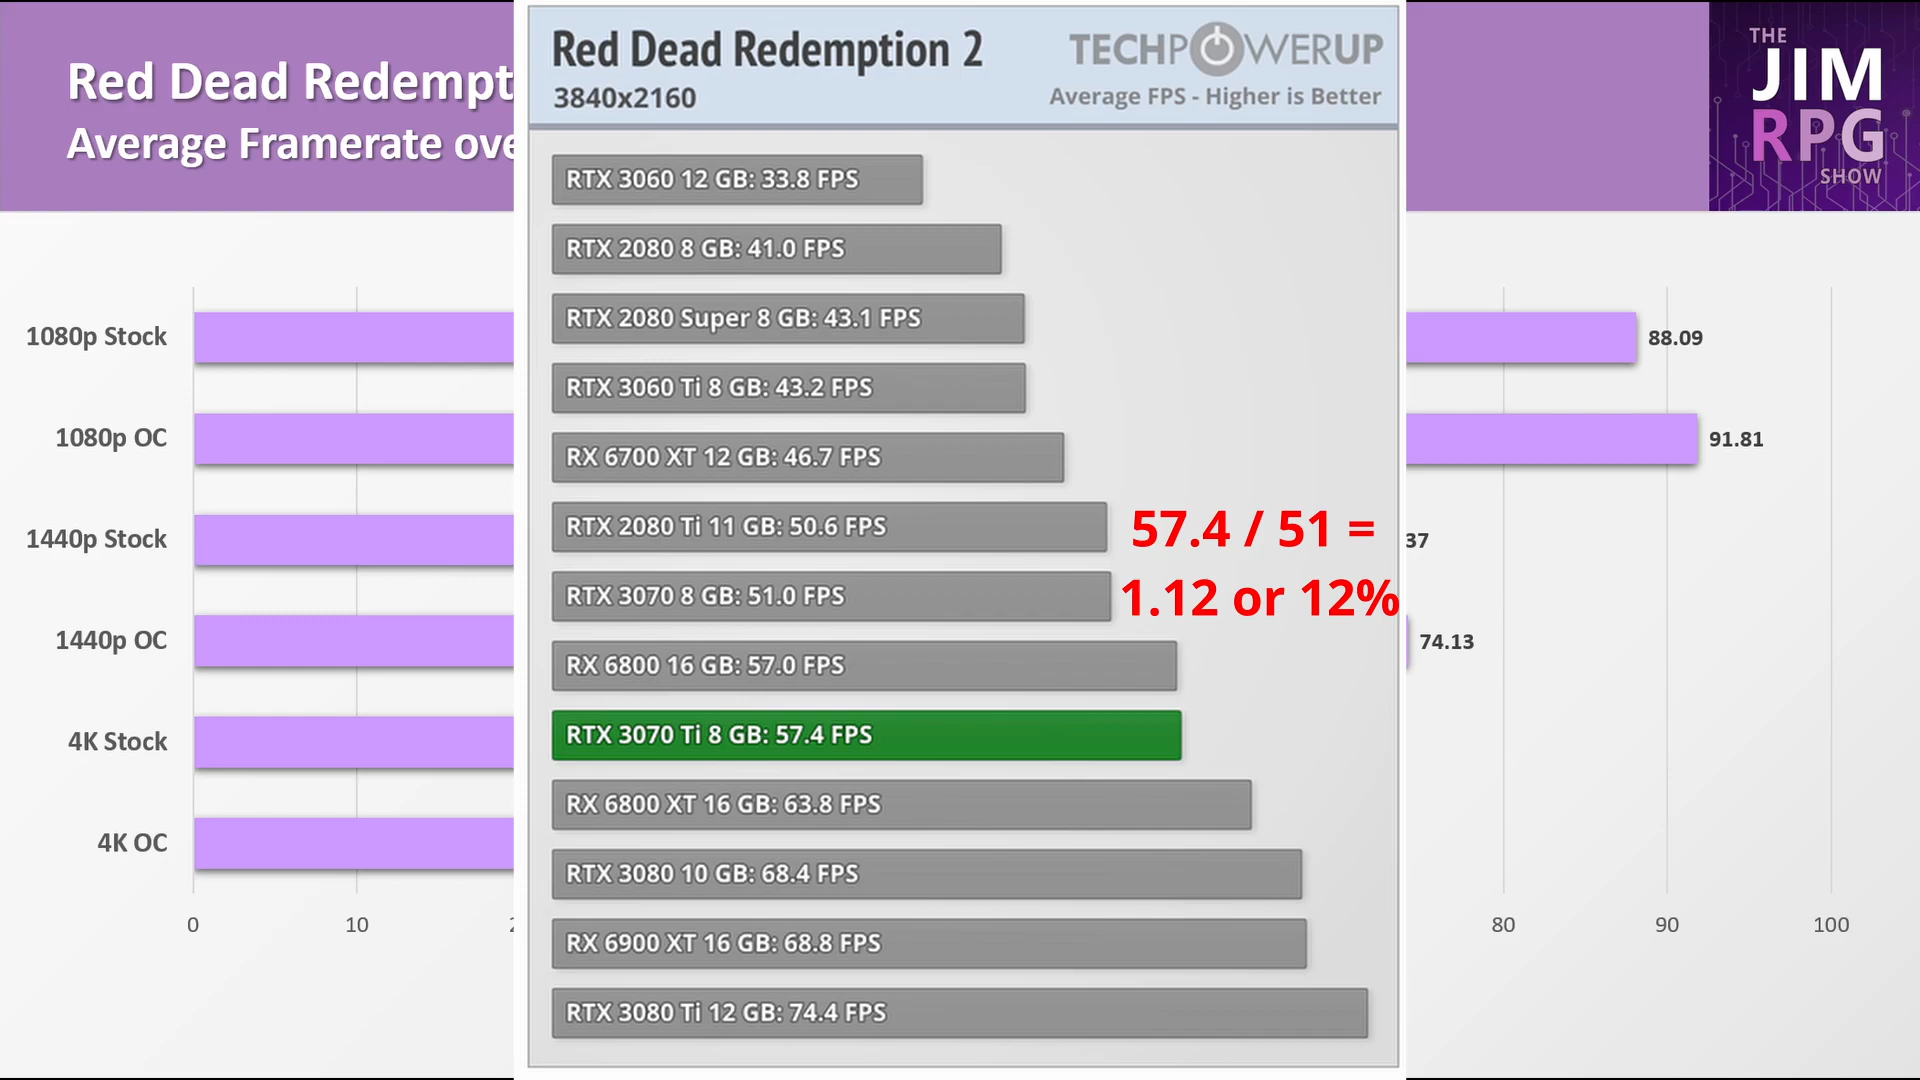 Red Dead Redempt
Average Framerate ove
THE
JIM
RPG
SHOW
Red Dead Redemption 2
3840x2160
TECHPOWERUP
Average FPS - Higher is Better
RTX 3060 12 GB: 33.8 FPS
RTX 2080 8 GB: 41.0 FPS
RTX 2080 Super 8 GB: 43.1 FPS
RTX 3060 Ti 8 GB: 43.2 FPS
RX 6700 XT 12 GB: 46.7 FPS
RTX 2080 Ti 11 GB: 50.6 FPS
RTX 3070 8 GB: 51.0 FPS
RX 6800 16 GB: 57.0 FPS
RTX 3070 Ti 8 GB: 57.4 FPS
RX 6800 XT 16 GB: 63.8 FPS
RTX 3080 10 GB: 68.4 FPS
RX 6900 XT 16 GB: 68.8 FPS
RTX 3080 Ti 12 GB: 74.4 FPS
57.4 / 51 =
1.12 or 12%
1080p Stock
1080p OC
1440p Stock
1440p OC
4K Stock
4K OC
88.09
91.81
37
74.13
0 10 80 90 100